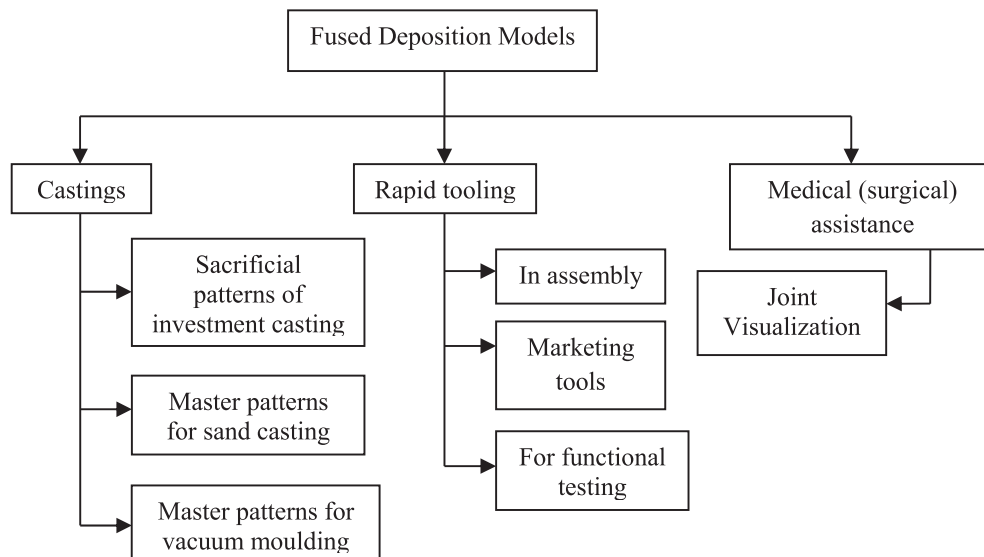 Fused Deposition Models
Castings
Rapid tooling
Medical (surgical)
assistance
Sacrificial
patterns of
investment casting
Master patterns
for sand casting
Master patterns for
vacuum moulding
In assembly
Marketing
tools
For functional
testing
Joint
Visualization